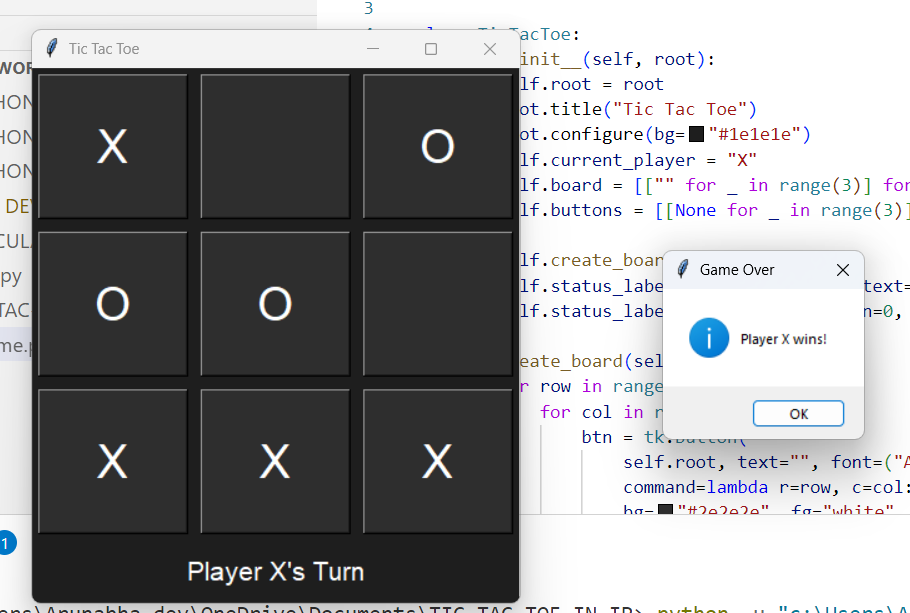 3
TicTacToe:
Tic Tac Toe
init__(self, root):
lf.root = root
ot.title("Tic Tac Toe")
ot.configure(bg= "#1e1e1e")
lf.current_player = "X"
lf.board = [["" for _ in range(3)] for
lf.buttons = [[None for _ in range(3)]
X
O
O
O
X
X
X
Player X's Turn
lf.create_boar
lf.status_labe
text=
lf.status_labe
n=0,
eate_board(sel
r row in range
for col in r
btn = tk.Button(
self.root, text="", font=("A
command=lambda r=row, c=col:
bg= "#2e2e2e", fg="white"
Game Over
Player X wins!
OK
WOR
HON
HON
HON
DEV
CUL
py
TAC
me.p
1
ers\Anurabha dev\OneDrive\Documents\TIC TAC TOE IN IR> python -u "c:\Users\A